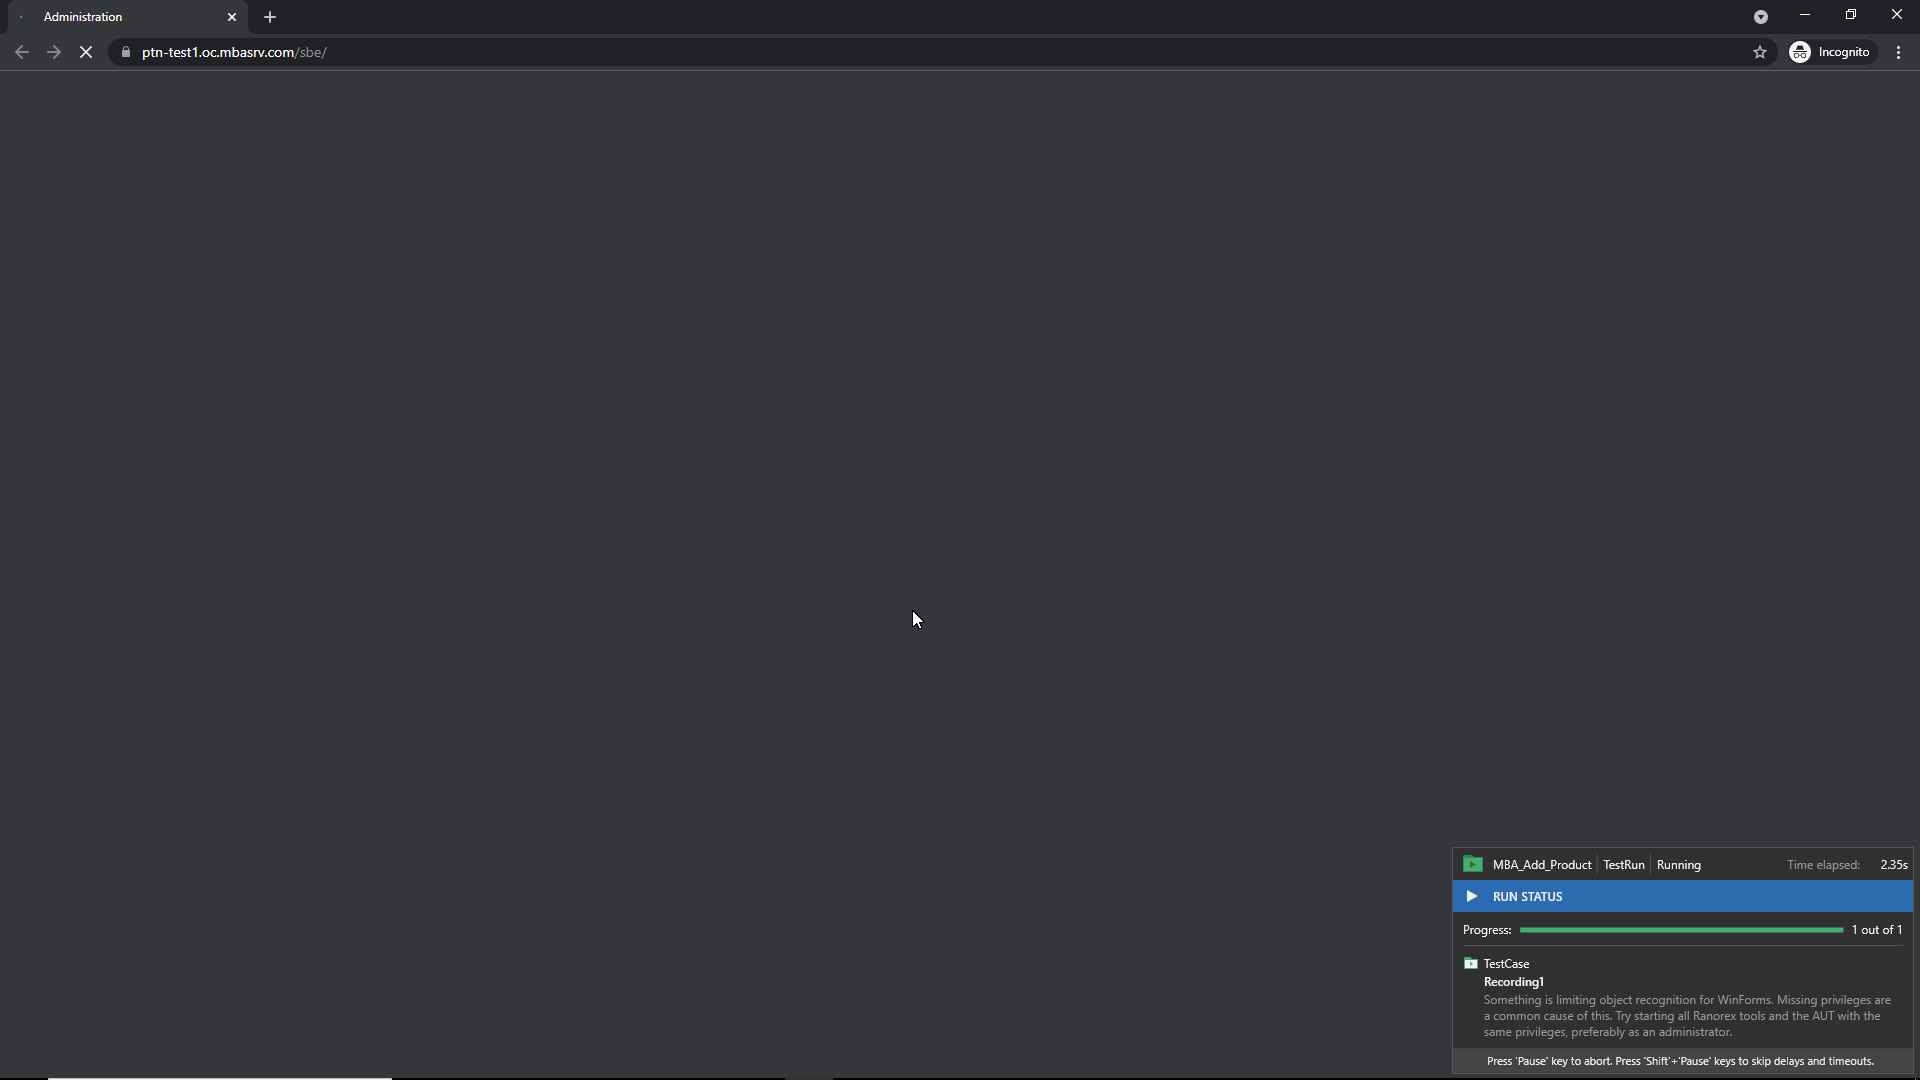 Administration
ptn-test1.oc.mbasrv.com/sbe/
Incognito
MBA_Add_Product TestRun Running Time elapsed: 2.35s
RUN STATUS
Progress: 1 out of 1
TestCase
Recording1
Something is limiting object recognition for WinForms. Missing privileges are
a common cause of this. Try starting all Ranorex tools and the AUT with the
same privileges, preferably as an administrator.
Press 'Pause' key to abort. Press 'Shift'+'Pause' keys to skip delays and timeouts.